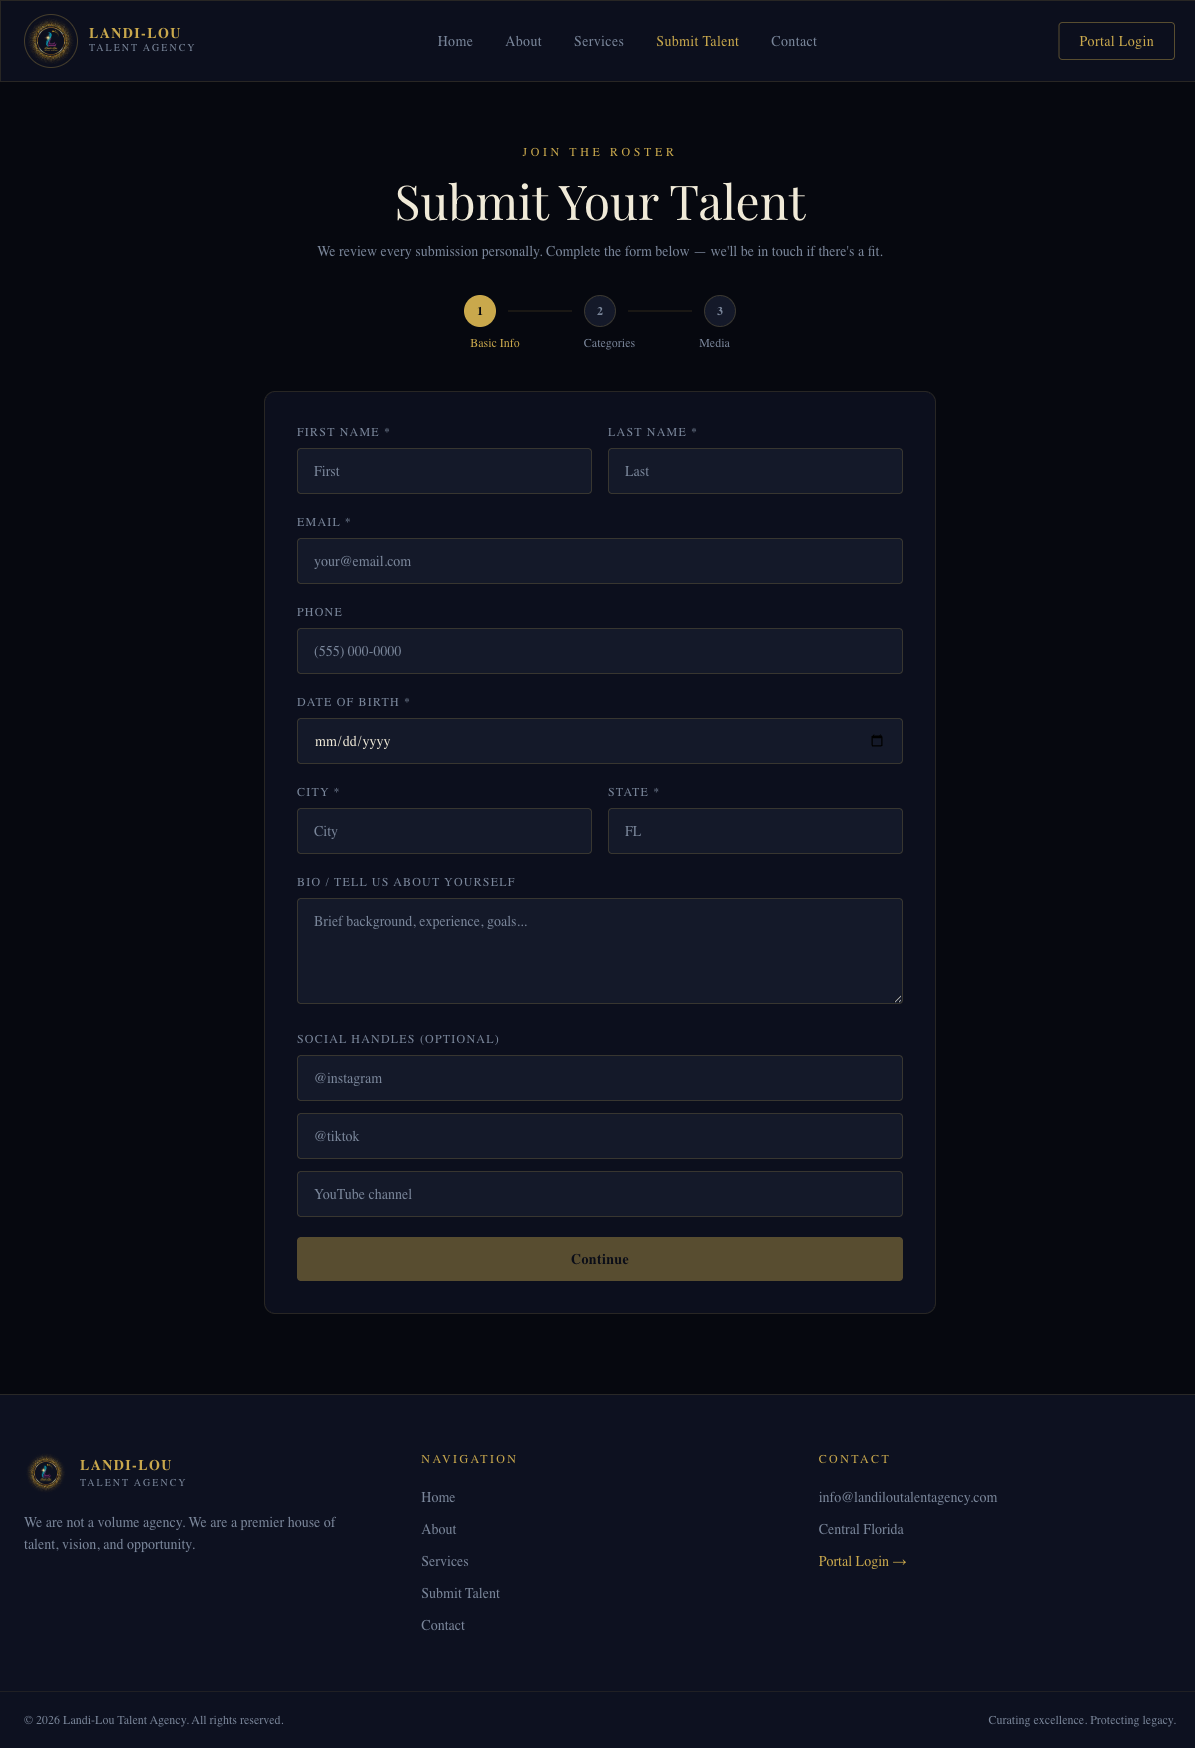 LANDI-LOU
TALENT AGENCY
Home About Services Submit Talent Contact
Portal Login
JOIN THE ROSTER
Submit Your Talent
We review every submission personally. Complete the form below — we'll be in touch if there's a fit.
1 2 3
Basic Info Categories Media
FIRST NAME * LAST NAME *
First Last
EMAIL *
your@email.com
PHONE
(555) 000-0000
DATE OF BIRTH *
mm/dd/yyyy
CITY * STATE *
City FL
BIO / TELL US ABOUT YOURSELF
Brief background, experience, goals...
SOCIAL HANDLES (OPTIONAL)
@instagram
@tiktok
YouTube channel
Continue
LANDI-LOU
TALENT AGENCY
We are not a volume agency. We are a premier house of
talent, vision, and opportunity.
NAVIGATION
Home
About
Services
Submit Talent
Contact
CONTACT
info@landiloutalentagency.com
Central Florida
Portal Login →
© 2026 Landi-Lou Talent Agency. All rights reserved.
Curating excellence. Protecting legacy.